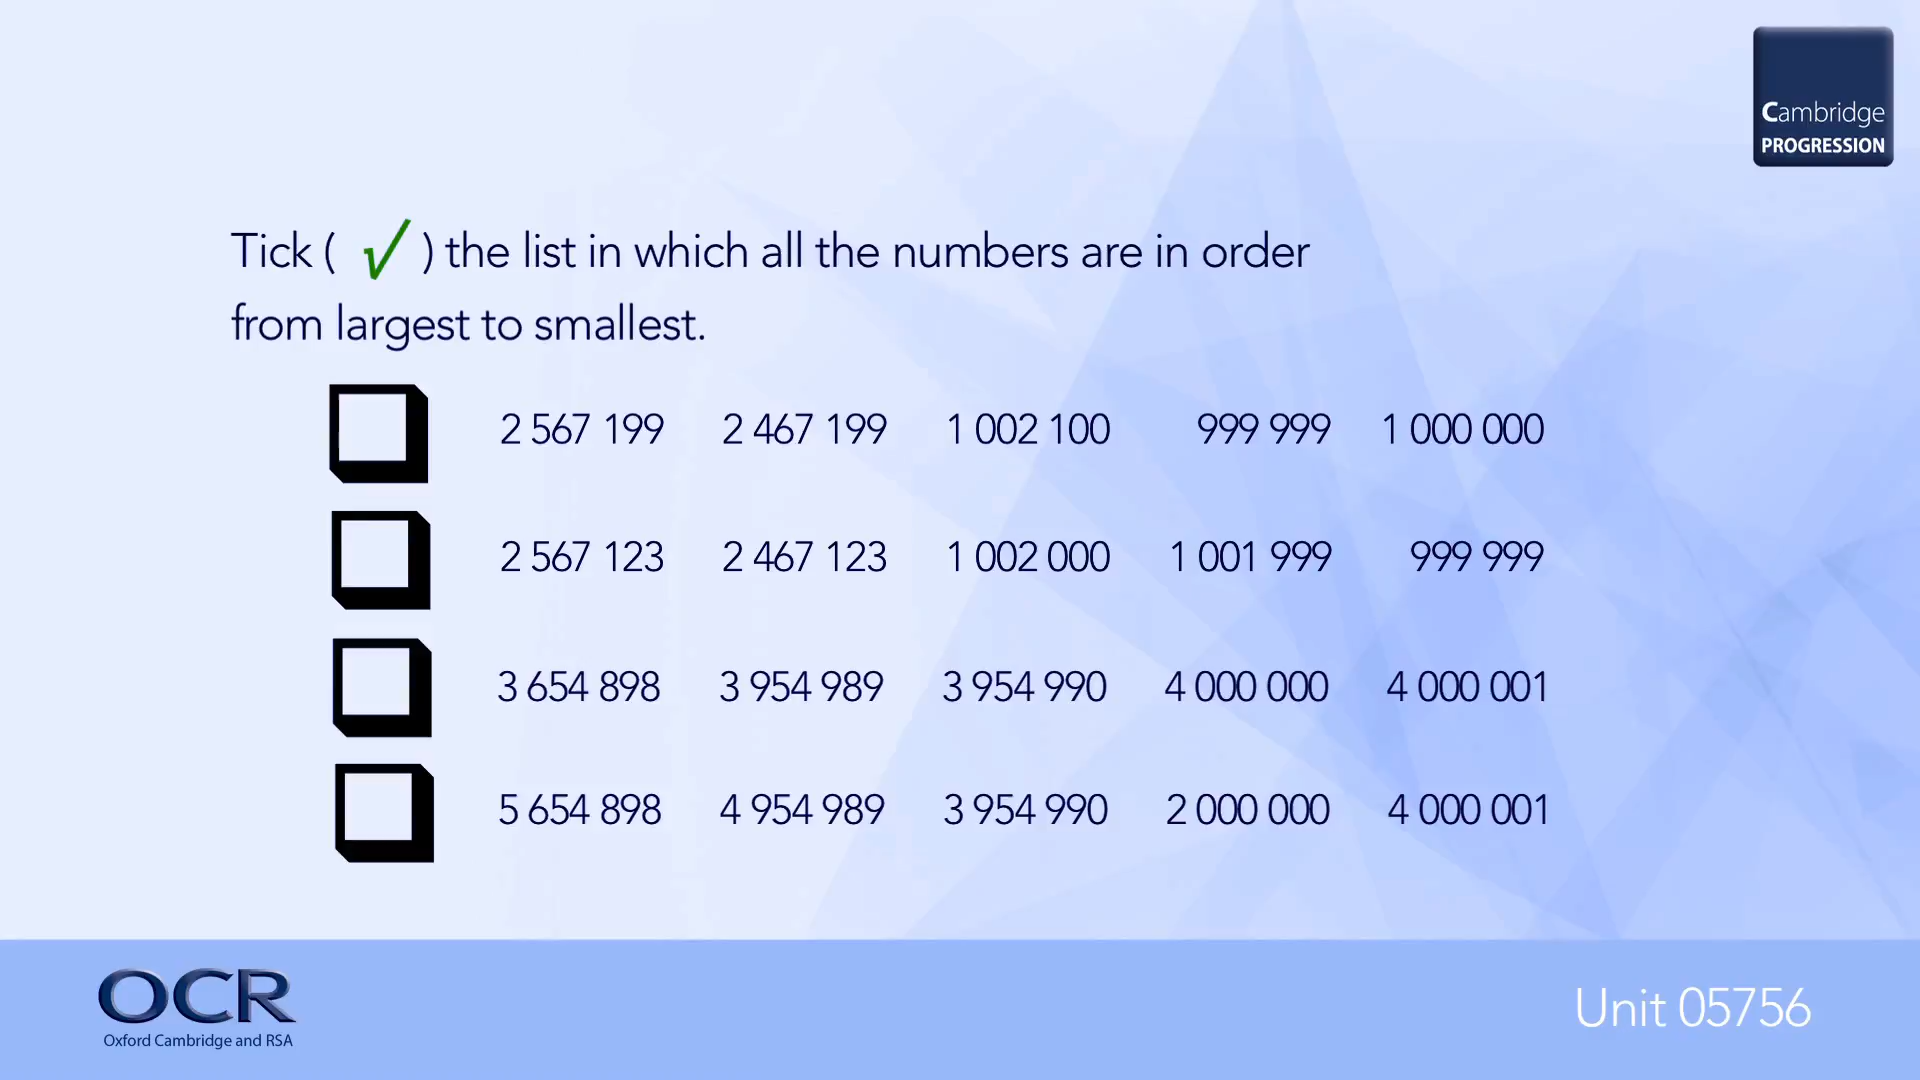 Cambridge
PROGRESSION
Tick ( ✓ ) the list in which all the numbers are in order
from largest to smallest.
2 567 199 2 467 199 1 002 100 999 999 1 000 000
2 567 123 2 467 123 1 002 000 1 001 999 999 999
3 654 898 3 954 989 3 954 990 4 000 000 4 000 001
5 654 898 4 954 989 3 954 990 2 000 000 4 000 001
OCR
Oxford Cambridge and RSA
Unit 05756